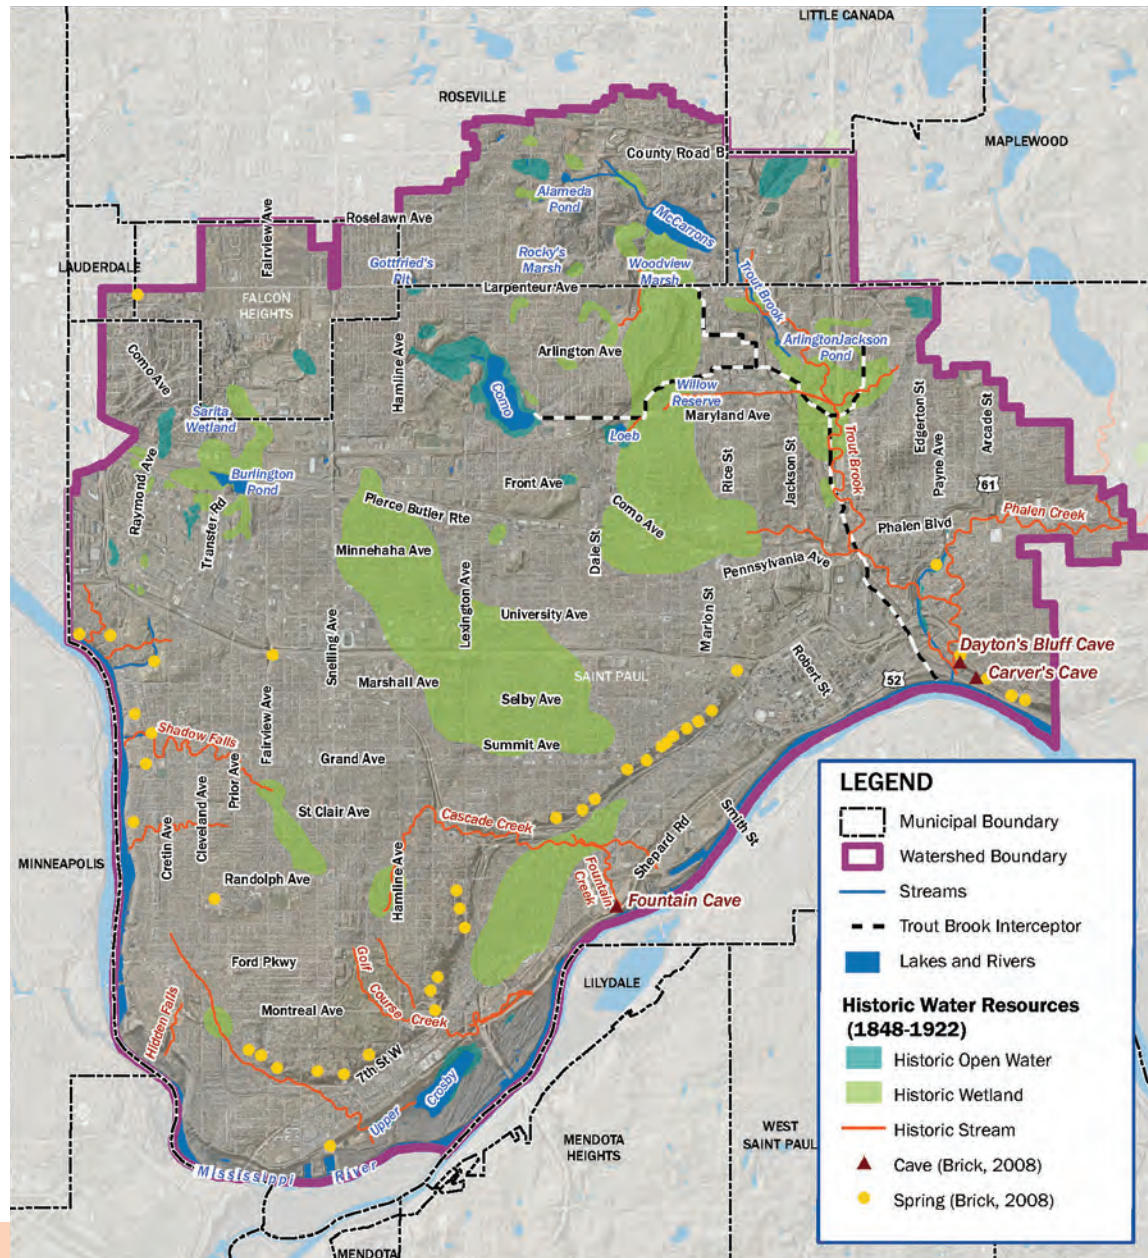 LITTLE CANADA
ROSEVILLE
MAPLEWOOD
County Road B
Alameda
Pond
McCarrons
Fairview Ave
Roselawn Ave
LAUDERDALE
Gottfried's
Pit
Rocky's
Marsh
Woodview
Marsh
Larpenteur Ave
Trout Brook
FALCON
HEIGHTS
Como Ave
Hamline Ave
Arlington Ave
ArlingtonJackson
Pond
Como
Willow
Reserve
Maryland Ave
Edgerton St
Arcade St
Sarita
Wetland
Loeb
Raymond Ave
Burlington
Pond
Transfer Rd
Front Ave
Rice St
Jackson St
Trout Brook
Payne Ave
61
Pierce Butler Rte
Como Ave
Phalen Blvd
Phalen Creek
Minnehaha Ave
Dale St
Pennsylvania Ave
Lexington Ave
University Ave
Snelling Ave
Marion St
Dayton's Bluff Cave
Carver's Cave
Robert St
52
Marshall Ave
SAINT PAUL
Selby Ave
Shadow Falls
Fairview Ave
Summit Ave
Grand Ave
Prior Ave
Cleveland Ave
St Clair Ave
Cascade Creek
Smith St
Shepard Rd
MINNEAPOLIS
Cretin Ave
Randolph Ave
Hamline Ave
Fountain
Creek
Fountain Cave
Ford Pkwy
Golf
Course
Creek
LILYDALE
Montreal Ave
Hidden Falls
7th St W
Crosby
Upper
Mississippi
River
MENDOTA
HEIGHTS
WEST
SAINT PAUL
MENDOTA
LEGEND
Municipal Boundary
Watershed Boundary
Streams
Trout Brook Interceptor
Lakes and Rivers
Historic Water Resources
(1848-1922)
Historic Open Water
Historic Wetland
Historic Stream
Cave (Brick, 2008)
Spring (Brick, 2008)